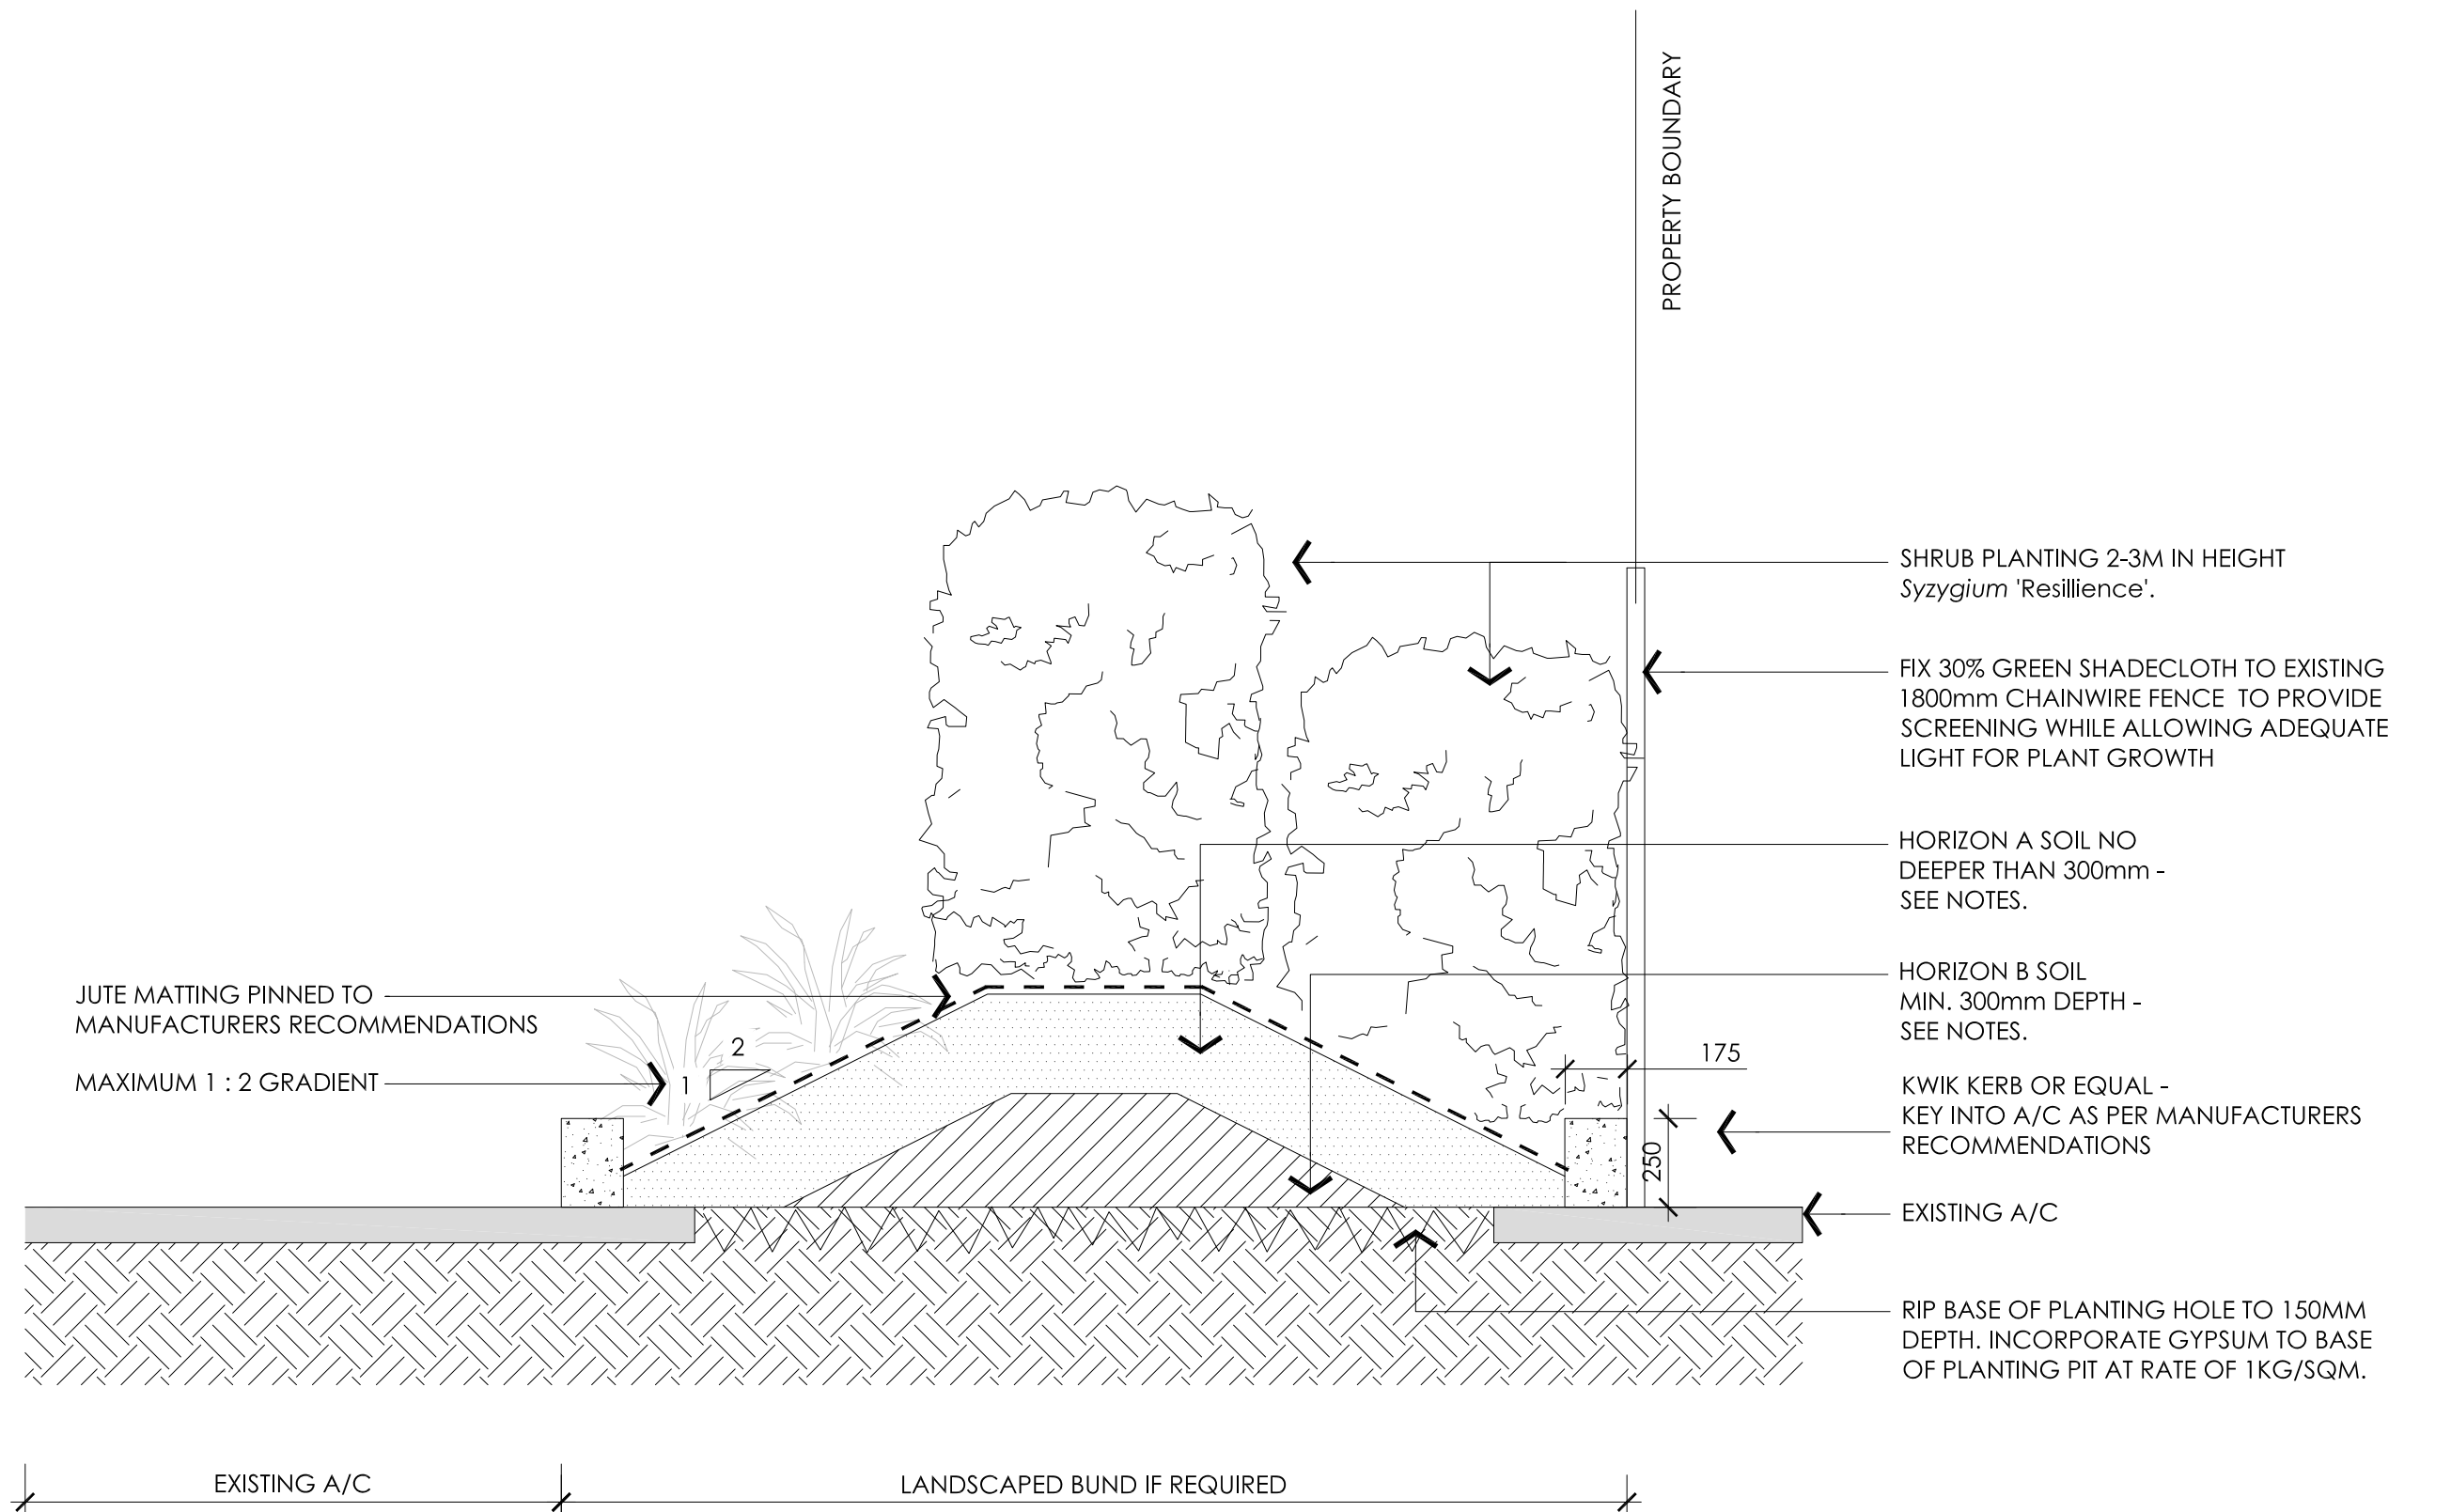 PROPERTY BOUNDARY
SHRUB PLANTING 2-3M IN HEIGHT
Syzygium 'Resillience'.
FIX 30% GREEN SHADECLOTH TO EXISTING
1800mm CHAINWIRE FENCE TO PROVIDE
SCREENING WHILE ALLOWING ADEQUATE
LIGHT FOR PLANT GROWTH
HORIZON A SOIL NO
DEEPER THAN 300mm -
SEE NOTES.
HORIZON B SOIL
MIN. 300mm DEPTH -
SEE NOTES.
JUTE MATTING PINNED TO
MANUFACTURERS RECOMMENDATIONS
2
1
MAXIMUM 1 : 2 GRADIENT
175
250
KWIK KERB OR EQUAL -
KEY INTO A/C AS PER MANUFACTURERS
RECOMMENDATIONS
EXISTING A/C
RIP BASE OF PLANTING HOLE TO 150MM
DEPTH. INCORPORATE GYPSUM TO BASE
OF PLANTING PIT AT RATE OF 1KG/SQM.
EXISTING A/C
LANDSCAPED BUND IF REQUIRED